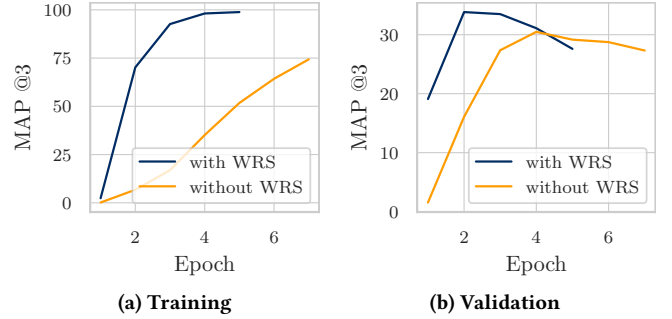 100
75
50
25
0
MAP @3
with WRS
without WRS
2
4
6
Epoch
(a) Training
30
20
10
0
MAP @3
with WRS
without WRS
2
4
6
Epoch
(b) Validation